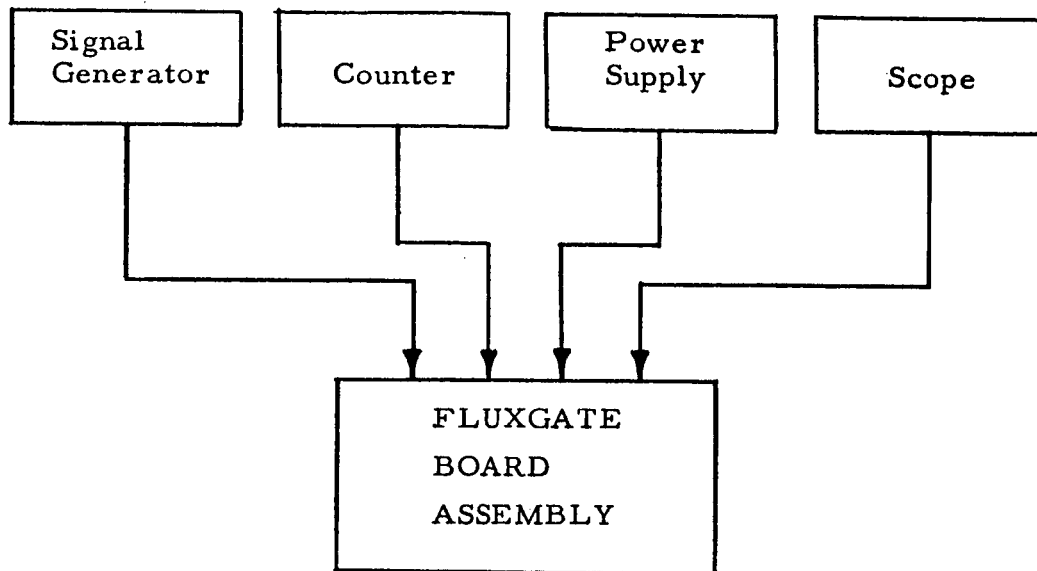 Signal
Generator
Counter
Power
Supply
Scope
FLUXGATE
BOARD
ASSEMBLY